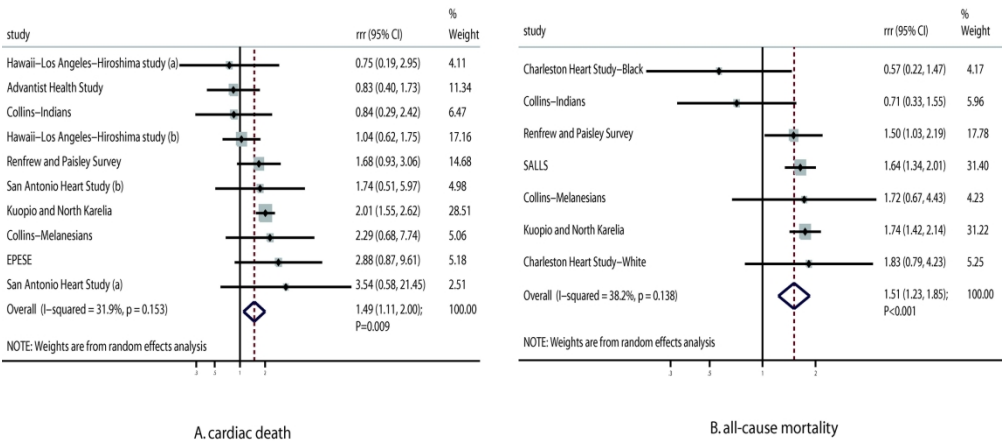 %
study rrr (95% CI) Weight
Hawaii–Los Angeles–Hiroshima study (a) 0.75 (0.19, 2.95) 4.11
Advantist Health Study 0.83 (0.40, 1.73) 11.34
Collins–Indians 0.84 (0.29, 2.42) 6.47
Hawaii–Los Angeles–Hiroshima study (b) 1.04 (0.62, 1.75) 17.16
Renfrew and Paisley Survey 1.68 (0.93, 3.06) 14.68
San Antonio Heart Study (b) 1.74 (0.51, 5.97) 4.98
Kuopio and North Karelia 2.01 (1.55, 2.62) 28.51
Collins–Melanesians 2.29 (0.68, 7.74) 5.06
EPESE 2.88 (0.87, 9.61) 5.18
San Antonio Heart Study (a) 3.54 (0.58, 21.45) 2.51
Overall (I–squared = 31.9%, p = 0.153) 1.49 (1.11, 2.00); 100.00
P=0.009
NOTE: Weights are from random effects analysis
.3 .5 1 2
A. cardiac death
%
study rrr (95% CI) Weight
Charleston Heart Study–Black 0.57 (0.22, 1.47) 4.17
Collins–Indians 0.71 (0.33, 1.55) 5.96
Renfrew and Paisley Survey 1.50 (1.03, 2.19) 17.78
SALLS 1.64 (1.34, 2.01) 31.40
Collins–Melanesians 1.72 (0.67, 4.43) 4.23
Kuopio and North Karelia 1.74 (1.42, 2.14) 31.22
Charleston Heart Study–White 1.83 (0.79, 4.23) 5.25
Overall (I–squared = 38.2%, p = 0.138) 1.51 (1.23, 1.85); 100.00
P<0.001
NOTE: Weights are from random effects analysis
.3 .5 1 2
B. all-cause mortality